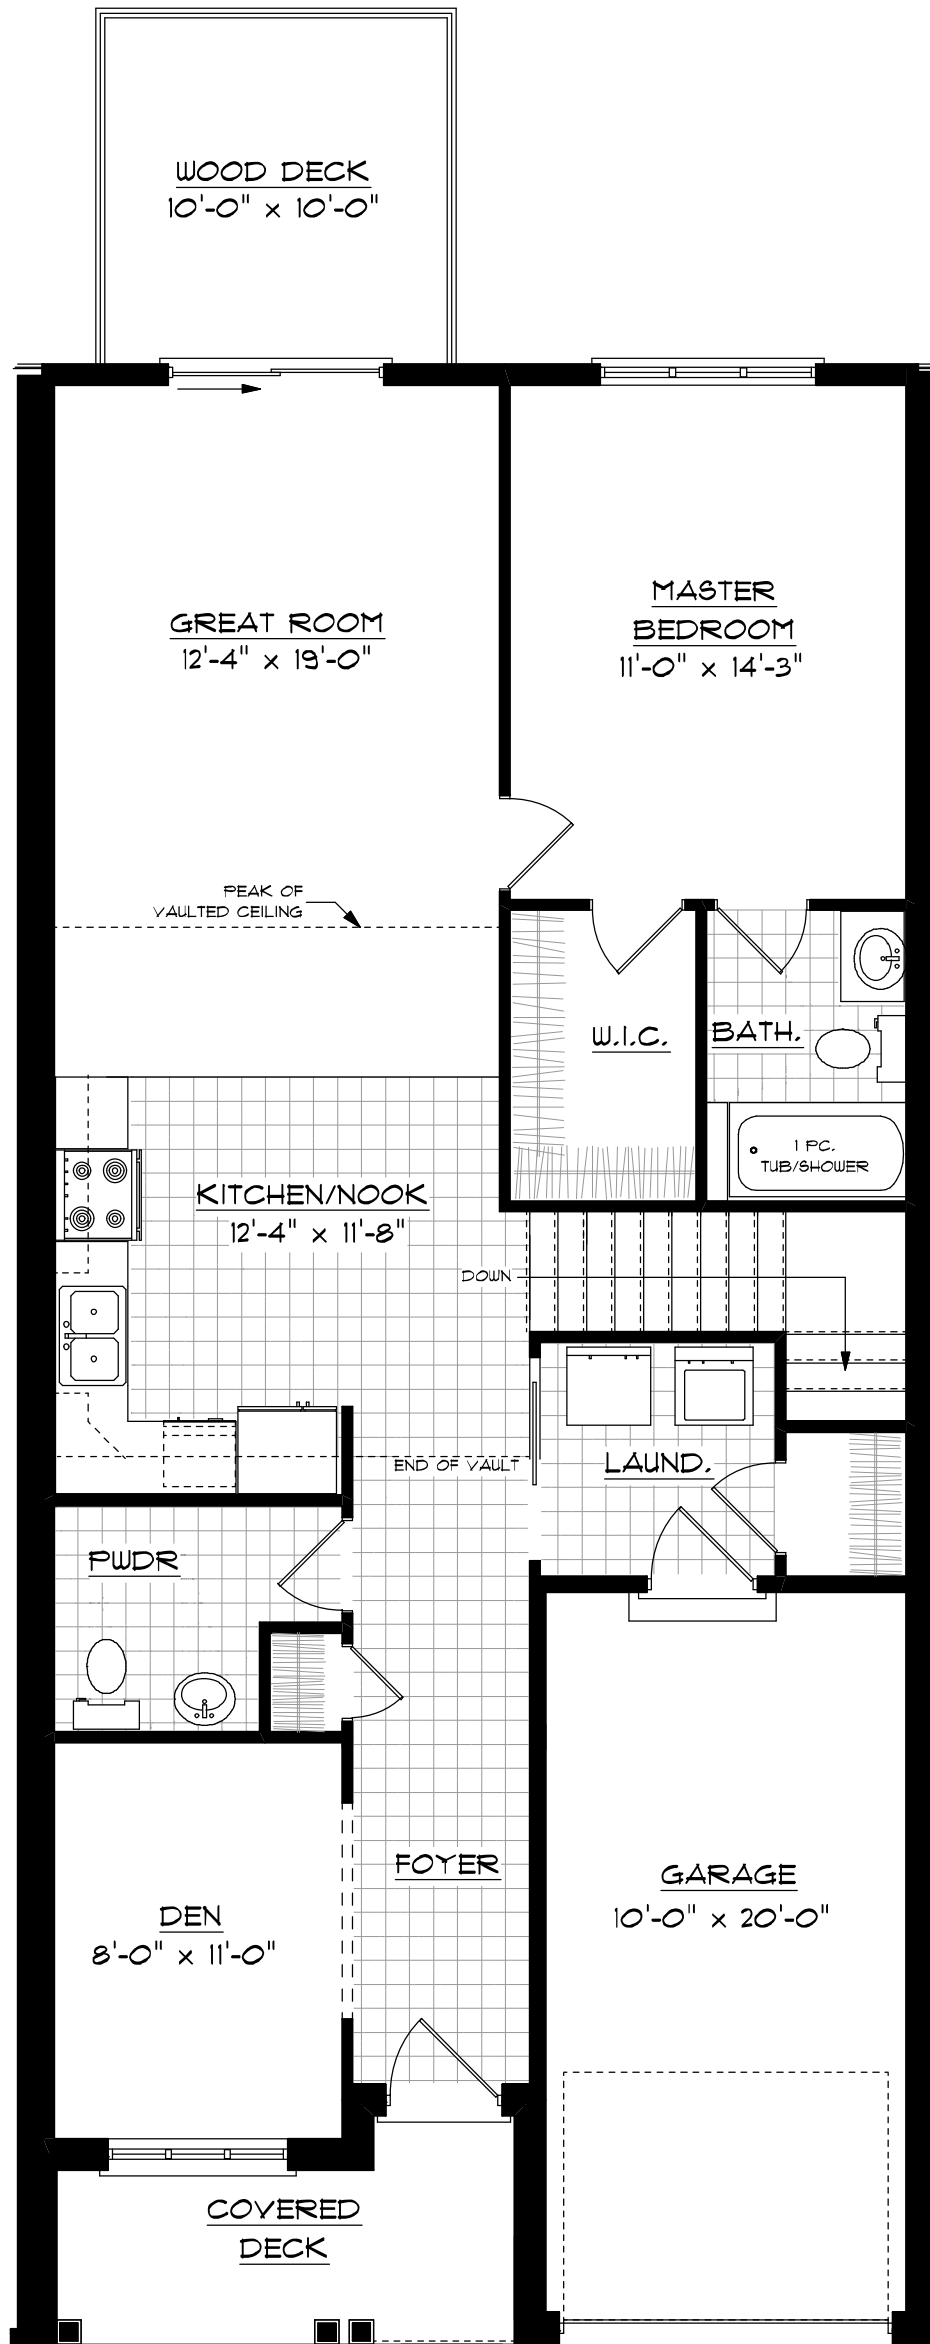 WOOD DECK
10'-0" x 10'-0"
GREAT ROOM
12'-4" x 19'-0"
MASTER
BEDROOM
11'-0" x 14'-3"
PEAK OF
VAULTED CEILING
W.I.C.
BATH.
1 PC.
TUB/SHOWER
KITCHEN/NOOK
12'-4" x 11'-8"
DOWN
END OF VAULT
LAUND.
PWDR
FOYER
GARAGE
10'-0" x 20'-0"
DEN
8'-0" x 11'-0"
COVERED
DECK